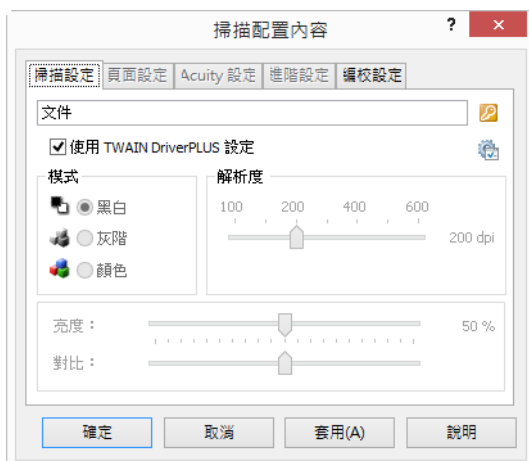 掃描配置內容
?
掃描設定 頁面設定 Acuity 設定 進階設定 編校設定
文件
使用 TWAIN DriverPLUS 設定
模式
黑白
灰階
顏色
解析度
100 200 400 600
200 dpi
亮度：
50 %
對比：
確定 取消 套用(A) 說明